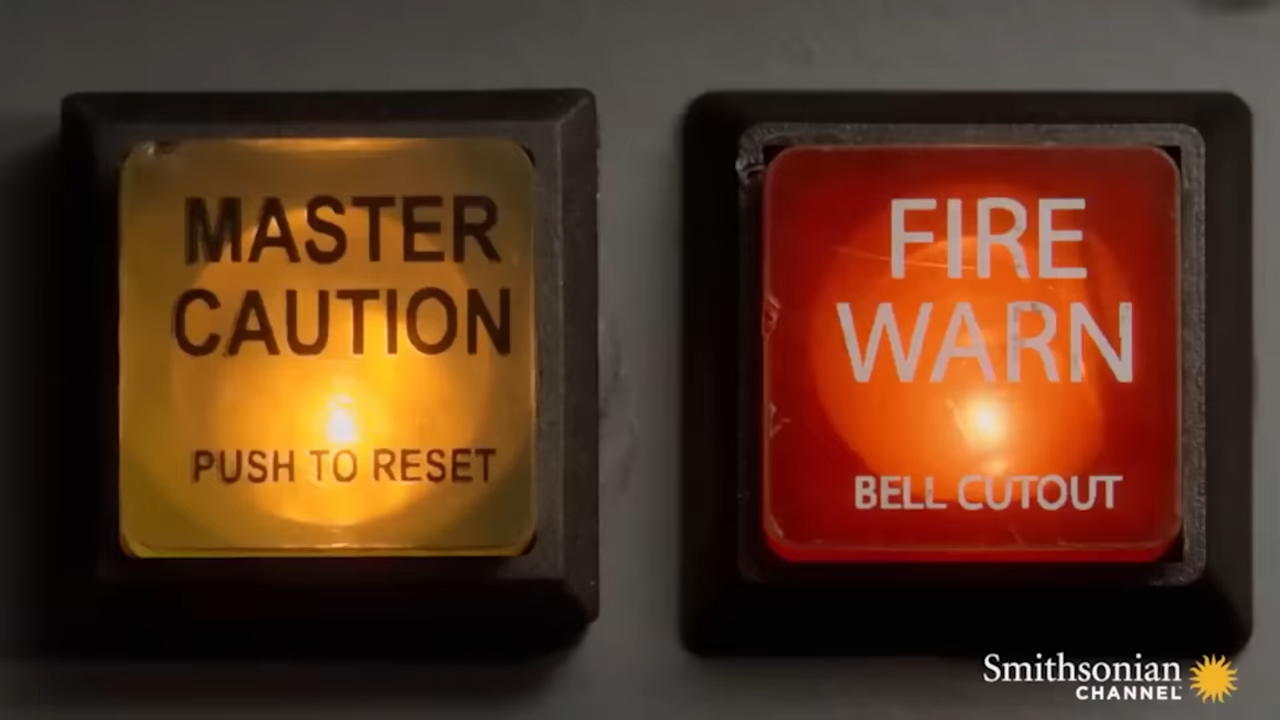 MASTER
CAUTION
PUSH TO RESET
FIRE
WARN
BELL CUTOUT
Smithsonian
CHANNEL